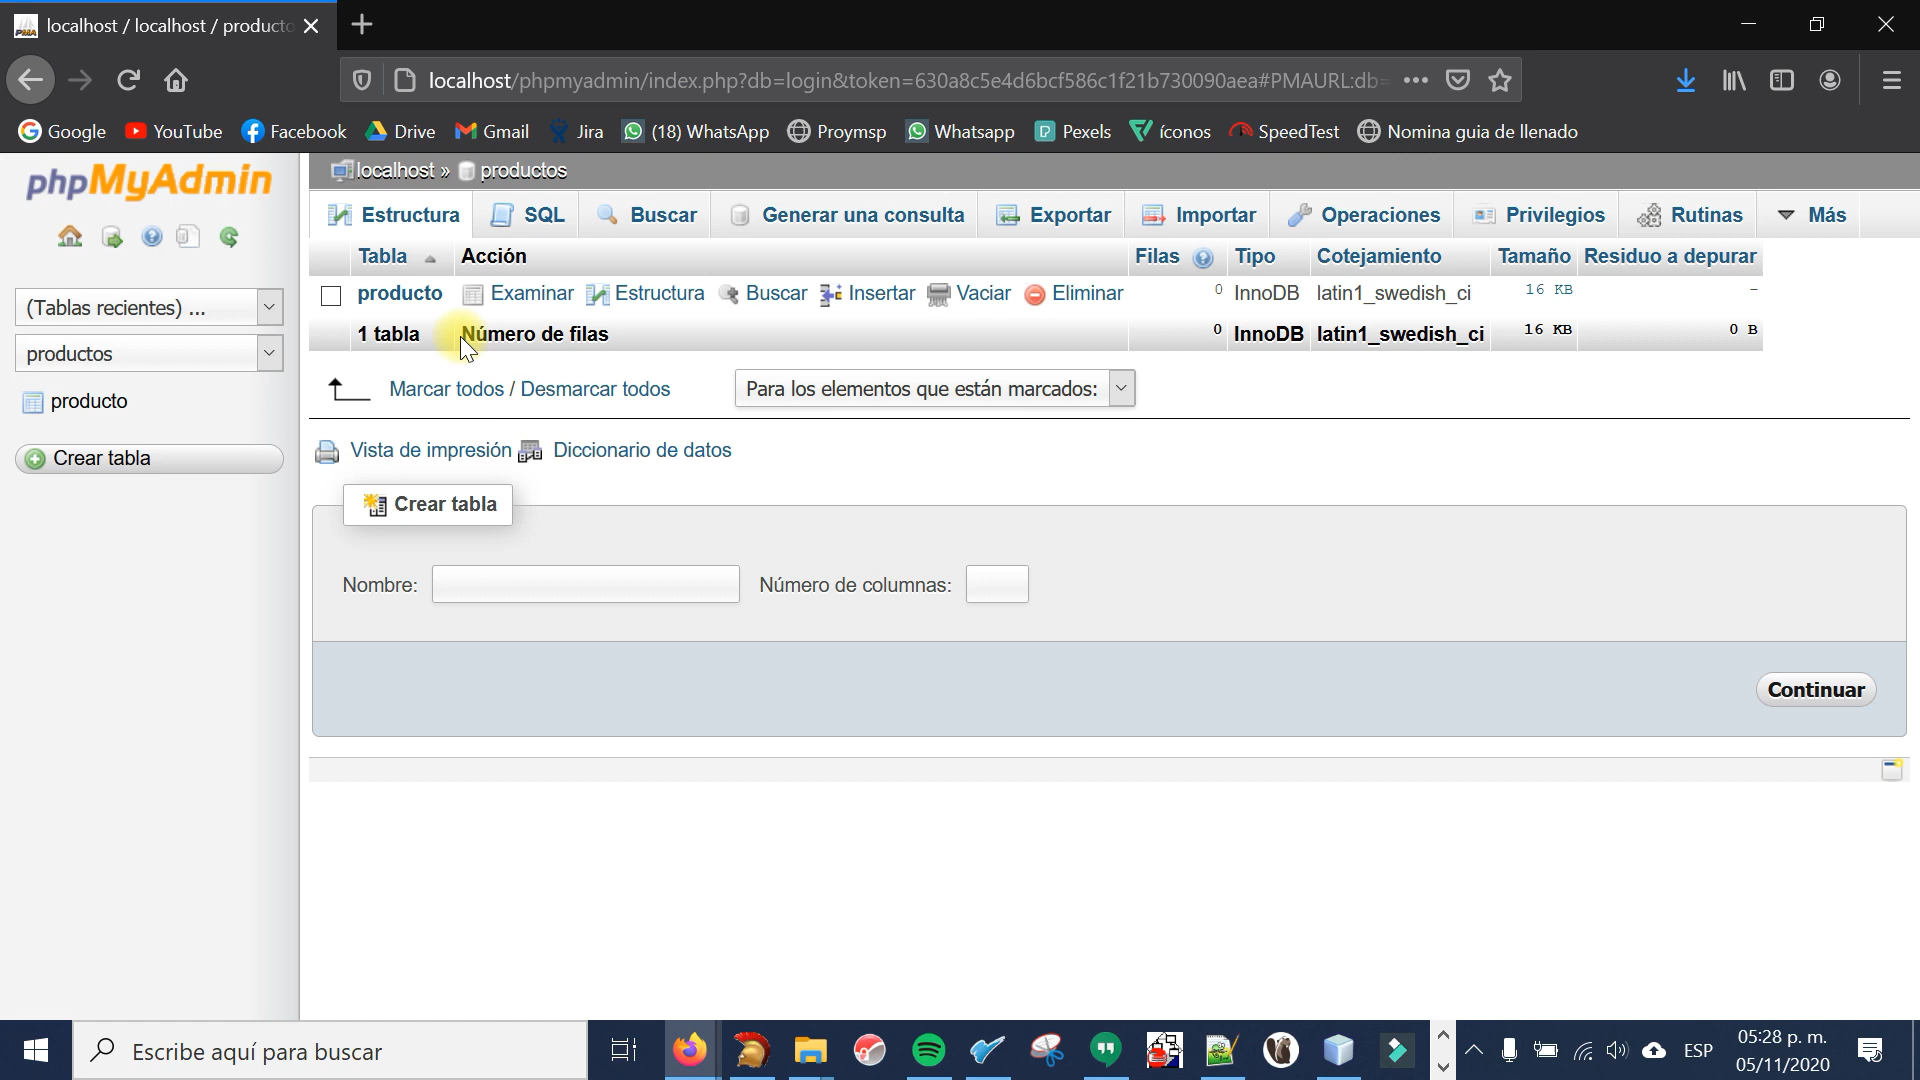 localhost / localhost / producto
localhost/phpmyadmin/index.php?db=login&token=630a8c5e4d6bcf586c1f21b730090aea#PMAURL:db=
Google YouTube Facebook Drive Gmail Jira (18) WhatsApp Proymsp Whatsapp Pexels íconos SpeedTest Nomina guia de llenado
phpMyAdmin
(Tablas recientes) ...
productos
producto
Crear tabla
localhost » productos
Estructura SQL Buscar Generar una consulta Exportar Importar Operaciones Privilegios Rutinas Más
Tabla Acción Filas Tipo Cotejamiento Tamaño Residuo a depurar
producto Examinar Estructura Buscar Insertar Vaciar Eliminar 0 InnoDB latin1_swedish_ci 16 KB -
1 tabla Número de filas 0 InnoDB latin1_swedish_ci 16 KB 0 B
Marcar todos / Desmarcar todos Para los elementos que están marcados:
Vista de impresión Diccionario de datos
Crear tabla
Nombre: Número de columnas:
Continuar
Escribe aquí para buscar
ESP
05:28 p. m.
05/11/2020